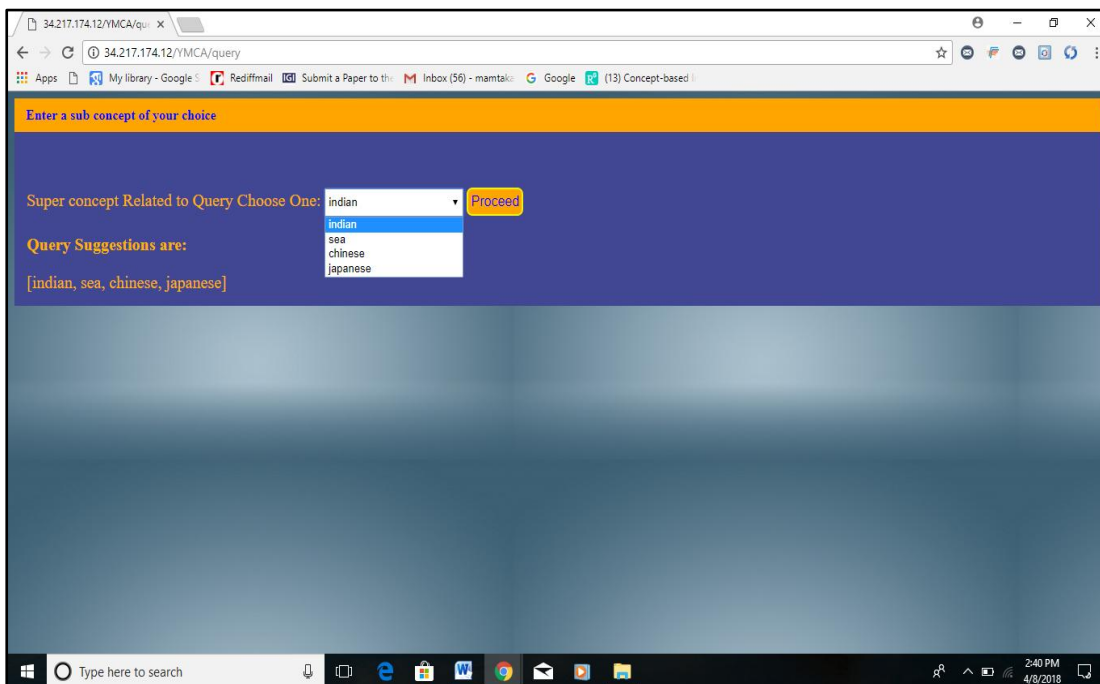 34.217.174.12/YMCA/qu
34.217.174.12/YMCA/query
Apps My library - Google S Rediffmail IGI Submit a Paper to the Inbox (56) - mamtaka Google (13) Concept-based I
Enter a sub concept of your choice
Super concept Related to Query Choose One: indian Proceed
indian
sea
chinese
japanese
Query Suggestions are:
[indian, sea, chinese, japanese]
Type here to search
2:40 PM
4/8/2018